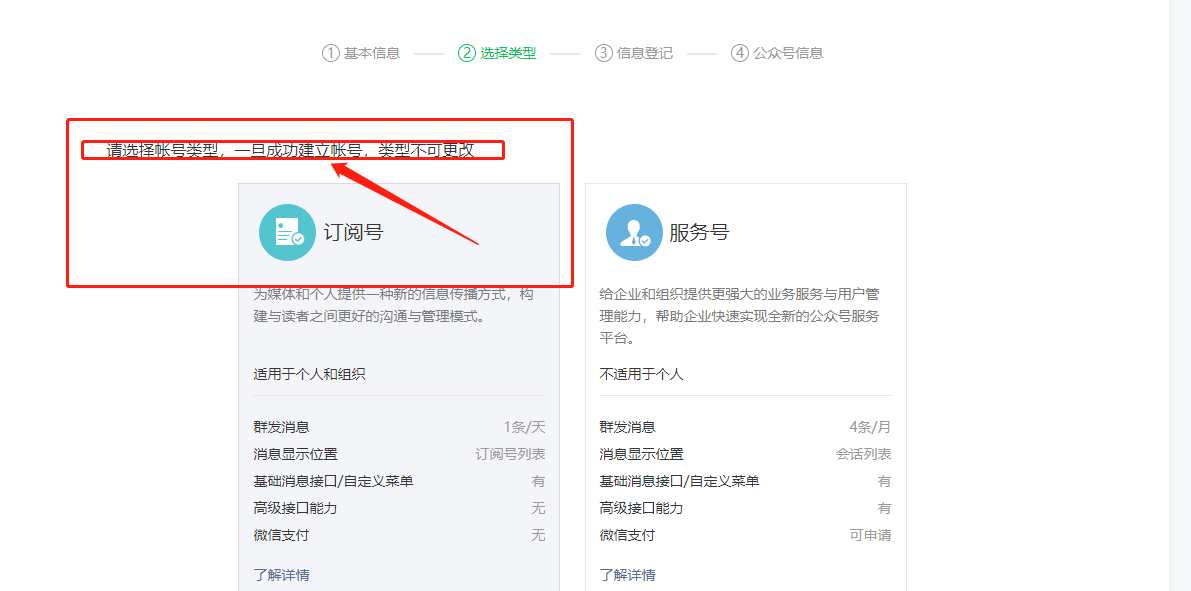 ① 基本信息 ② 选择类型 ③ 信息登记 ④ 公众号信息
请选择帐号类型，一旦成功建立帐号，类型不可更改
订阅号
为媒体和个人提供一种新的信息传播方式，构
建与读者之间更好的沟通与管理模式。
适用于个人和组织
群发消息 1条/天
消息显示位置 订阅号列表
基础消息接口/自定义菜单 有
高级接口能力 无
微信支付 无
了解详情
服务号
给企业和组织提供更强大的业务服务与用户管
理能力，帮助企业快速实现全新的公众号服务
平台。
不适用于个人
群发消息 4条/月
消息显示位置 会话列表
基础消息接口/自定义菜单 有
高级接口能力 有
微信支付 可申请
了解详情